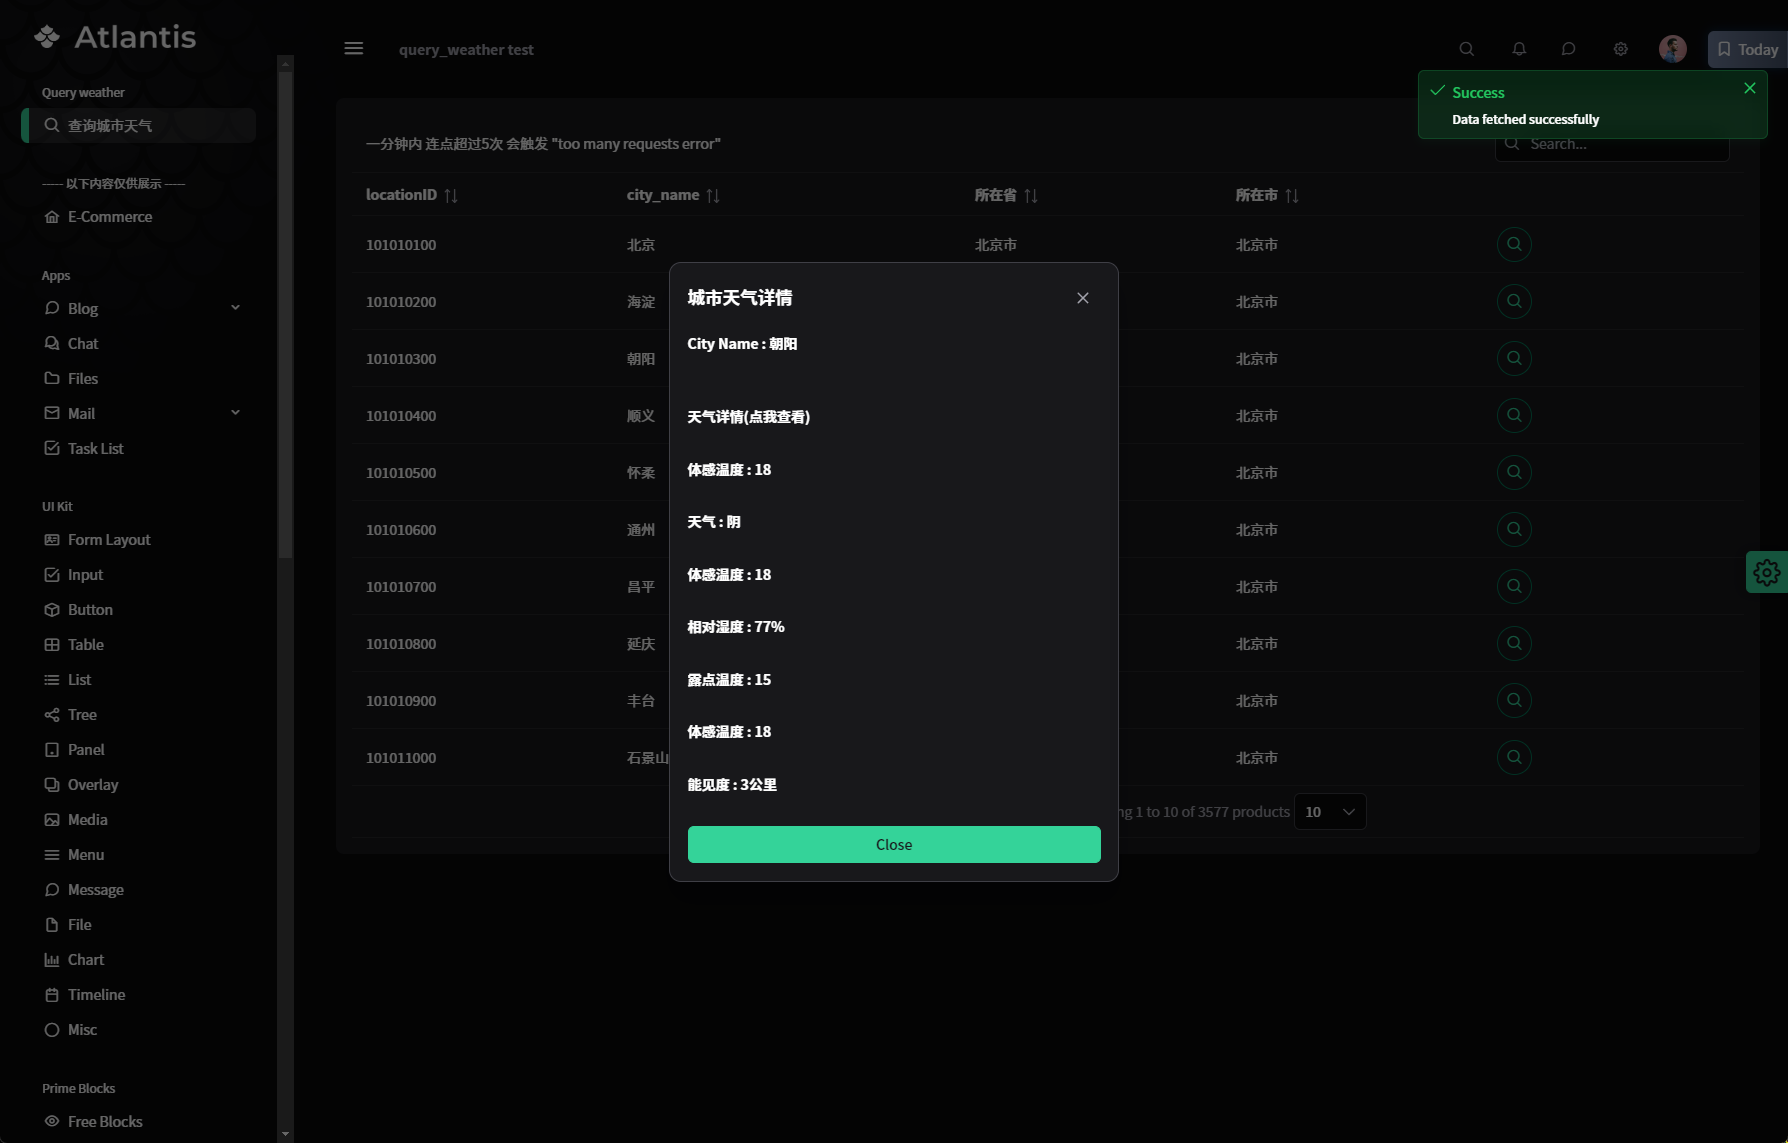 Atlantis
Query weather
查询城市天气
----- 以下内容仅供展示 -----
E-Commerce
Apps
Blog
Chat
Files
Mail
Task List
UI Kit
Form Layout
Input
Button
Table
List
Tree
Panel
Overlay
Media
Menu
Message
File
Chart
Timeline
Misc
Prime Blocks
Free Blocks
query_weather test
Today
Success
Data fetched successfully
一分钟内 连点超过5次 会触发 "too many requests error"
Search...
locationID city_name 所在省 所在市
101010100 北京 北京市 北京市
101010200 海淀 北京市
101010300 朝阳 北京市
101010400 顺义 北京市
101010500 怀柔 北京市
101010600 通州 北京市
101010700 昌平 北京市
101010800 延庆 北京市
101010900 丰台 北京市
101011000 石景山 北京市
1 to 10 of 3577 products 10
城市天气详情
City Name : 朝阳
天气详情(点我查看)
体感温度 : 18
天气 : 阴
体感温度 : 18
相对湿度 : 77%
露点温度 : 15
体感温度 : 18
能见度 : 3公里
Close